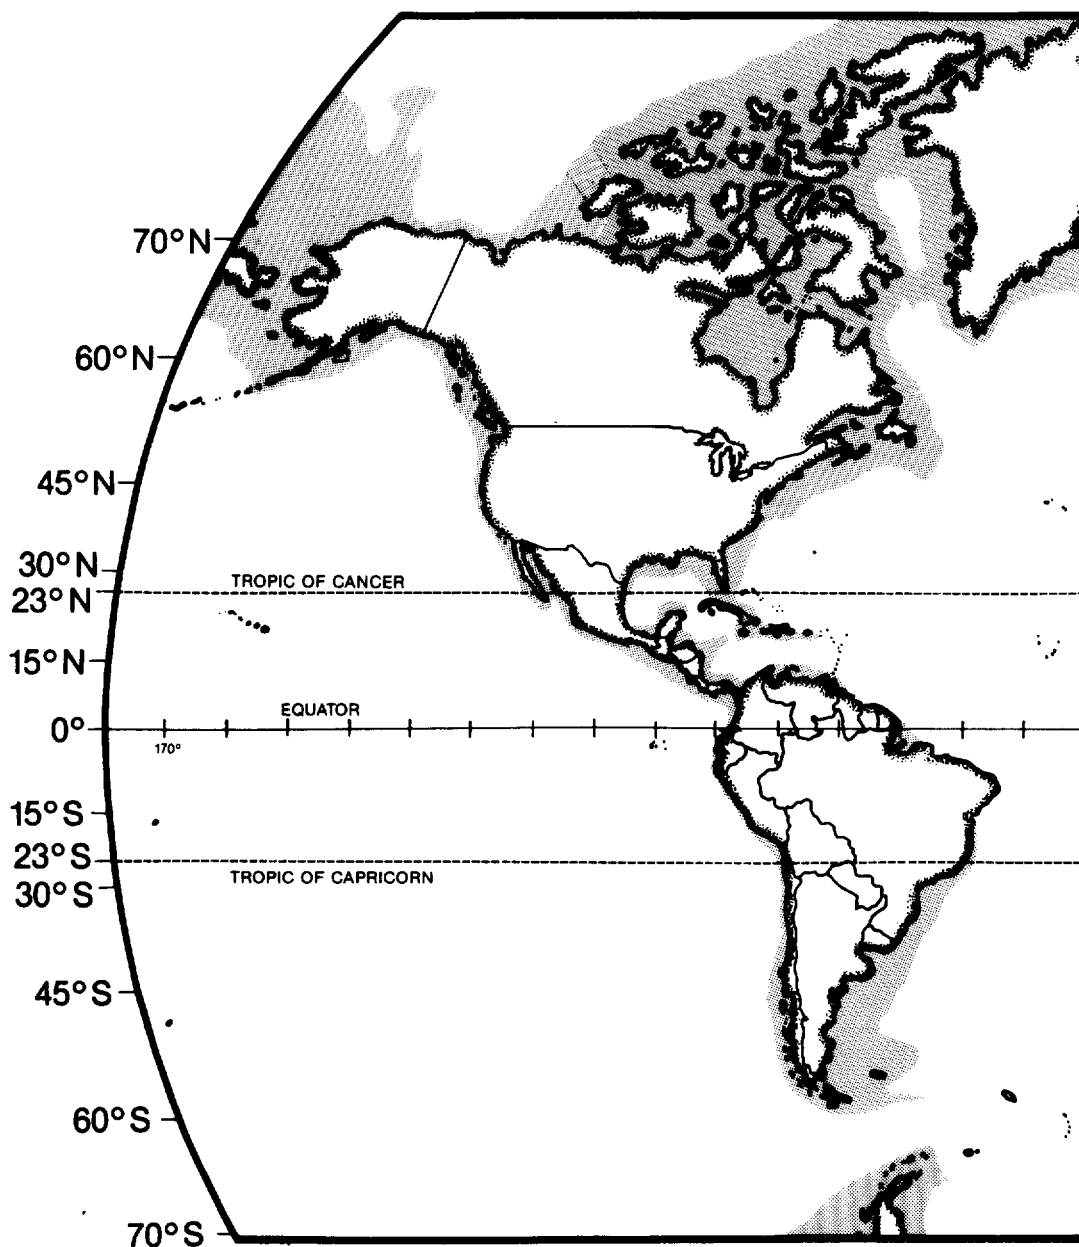 70°N
60°N
45°N
30°N
TROPIC OF CANCER
23°N
15°N
EQUATOR
0°
170°
15°S
23°S
TROPIC OF CAPRICORN
30°S
45°S
60°S
70°S